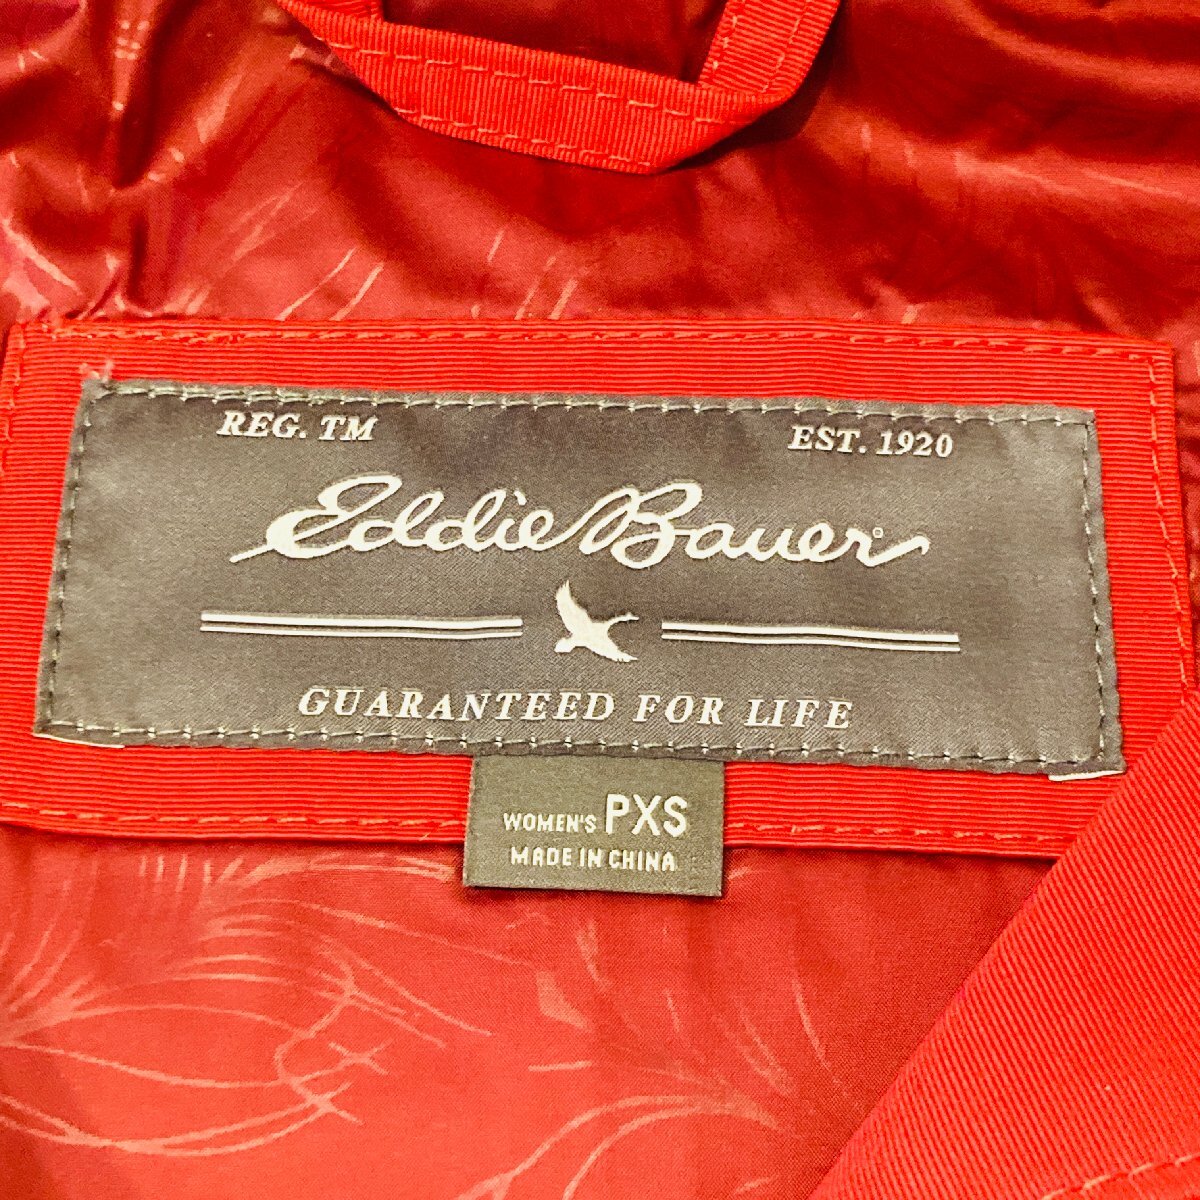 REG. TM
EST. 1920
Eddie Bauer®
GUARANTEED FOR LIFE
WOMEN'S PXS
MADE IN CHINA